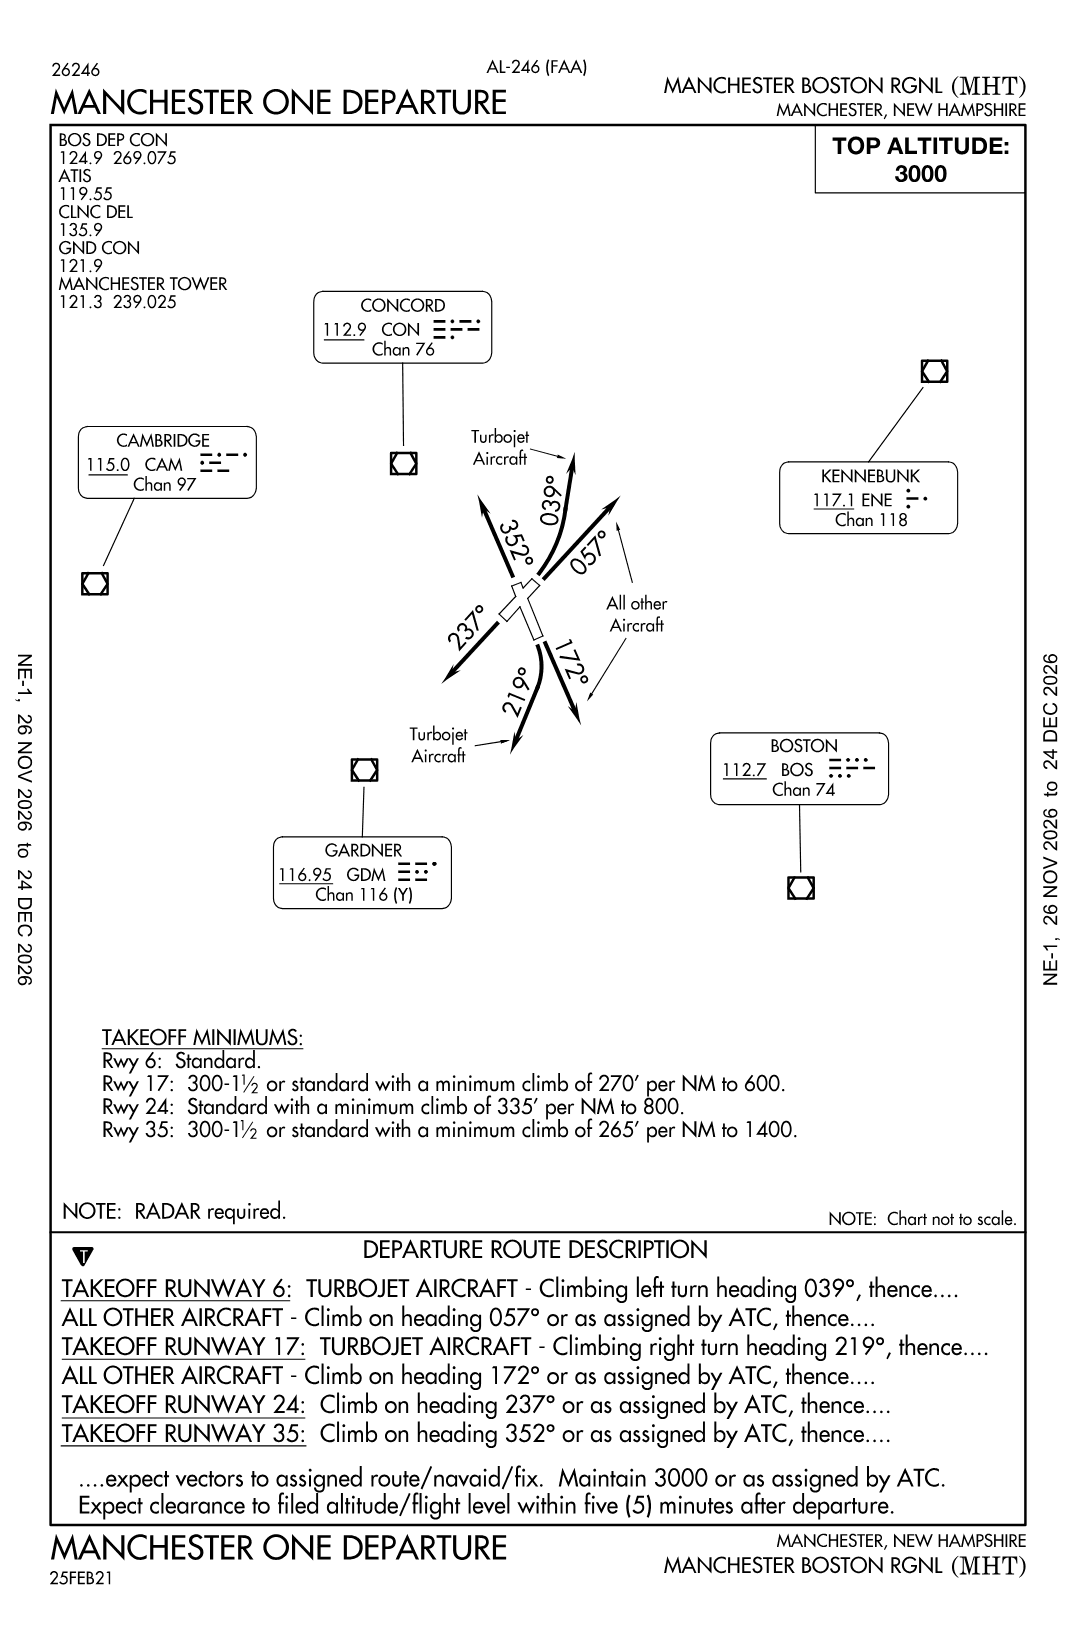 26246
AL-246 (FAA)
MANCHESTER ONE DEPARTURE
MANCHESTER BOSTON RGNL (MHT)
MANCHESTER, NEW HAMPSHIRE
BOS DEP CON
124.9 269.075
ATIS
119.55
CLNC DEL
135.9
GND CON
121.9
MANCHESTER TOWER
121.3 239.025
TOP ALTITUDE:
3000
CONCORD
112.9 CON
Chan 76
CAMBRIDGE
115.0 CAM
Chan 97
KENNEBUNK
117.1 ENE
Chan 118
Turbojet
Aircraft
039°
352°
057°
All other
Aircraft
237°
172°
219°
Turbojet
Aircraft
BOSTON
112.7 BOS
Chan 74
GARDNER
116.95 GDM
Chan 116 (Y)
NE-1, 26 NOV 2026 to 24 DEC 2026
NE-1, 26 NOV 2026 to 24 DEC 2026
TAKEOFF MINIMUMS:
Rwy 6: Standard.
Rwy 17: 300-1½ or standard with a minimum climb of 270′ per NM to 600.
Rwy 24: Standard with a minimum climb of 335′ per NM to 800.
Rwy 35: 300-1½ or standard with a minimum climb of 265′ per NM to 1400.
NOTE: RADAR required.
NOTE: Chart not to scale.
T
DEPARTURE ROUTE DESCRIPTION
TAKEOFF RUNWAY 6: TURBOJET AIRCRAFT - Climbing left turn heading 039°, thence....
ALL OTHER AIRCRAFT - Climb on heading 057° or as assigned by ATC, thence....
TAKEOFF RUNWAY 17: TURBOJET AIRCRAFT - Climbing right turn heading 219°, thence....
ALL OTHER AIRCRAFT - Climb on heading 172° or as assigned by ATC, thence....
TAKEOFF RUNWAY 24: Climb on heading 237° or as assigned by ATC, thence....
TAKEOFF RUNWAY 35: Climb on heading 352° or as assigned by ATC, thence....
....expect vectors to assigned route/navaid/fix. Maintain 3000 or as assigned by ATC.
Expect clearance to filed altitude/flight level within five (5) minutes after departure.
MANCHESTER ONE DEPARTURE
25FEB21
MANCHESTER, NEW HAMPSHIRE
MANCHESTER BOSTON RGNL (MHT)